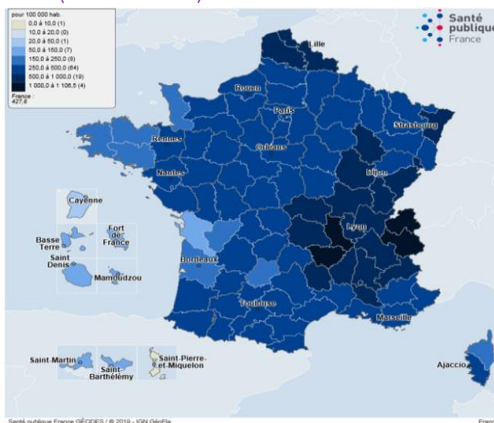 pour 100 000 hab.
0,0 à 10,0 (1)
10,0 à 20,0 (0)
20,0 à 50,0 (1)
50,0 à 150,0 (7)
150,0 à 250,0 (8)
250,0 à 500,0 (64)
500,0 à 1 000,0 (19)
1 000,0 à 1 106,5 (4)
France :
427,8
Santé
publique
France
Lille
Rouen
Paris
Strasbourg
Rennes
Orléans
Nantes
Dijon
Cayenne
Basse
Terre
Fort
de
France
Lyon
Saint
Denis
Mamoudzou
Bordeaux
Toulouse
Marseille
Saint-Martin
Saint-
Barthélémy
Saint-Pierre-
et-Miquelon
Ajaccio
Santé publique France GÉODES / © 2019 - IGN GéoFla